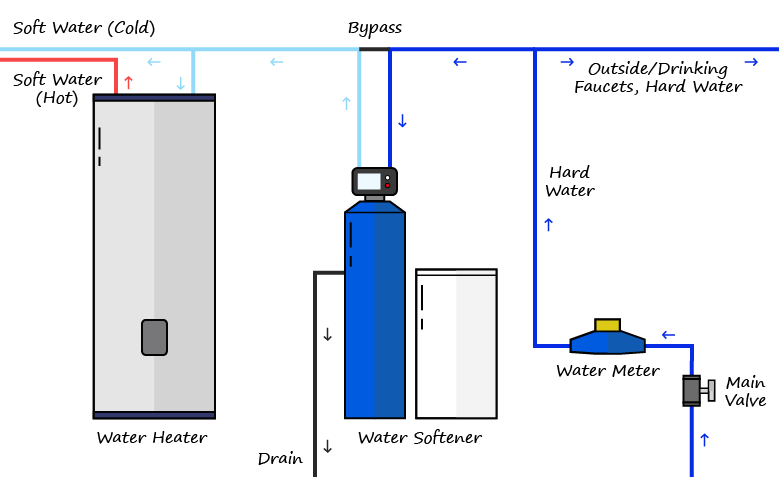 Soft Water (Cold)
Bypass
Soft Water
(Hot)
Outside/Drinking
Faucets, Hard Water
Hard
Water
Water Meter
Main
Valve
Water Heater
Water Softener
Drain